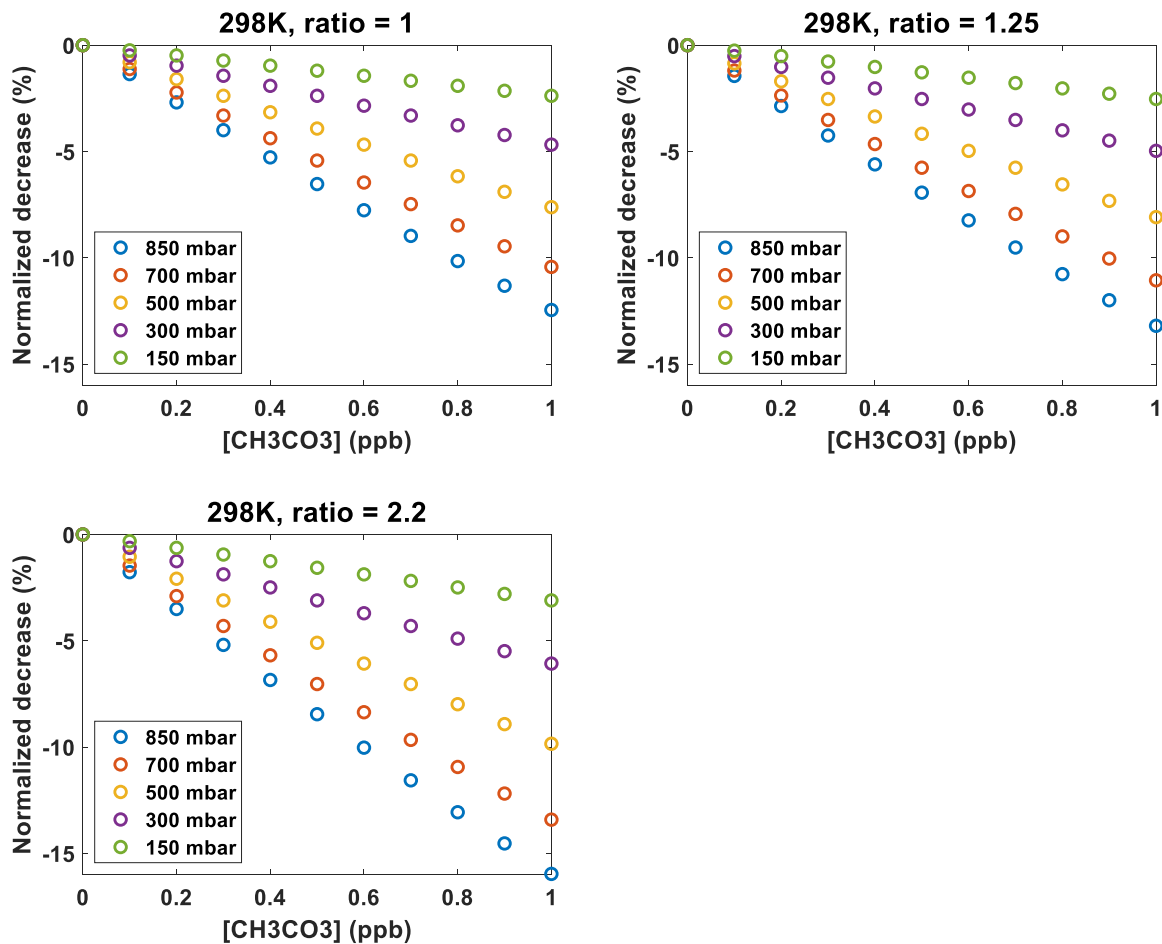 298K, ratio = 1
Normalized decrease (%)
0
-5
-10
-15
850 mbar
700 mbar
500 mbar
300 mbar
150 mbar
0 0.2 0.4 0.6 0.8 1
[CH3CO3] (ppb)
298K, ratio = 1.25
Normalized decrease (%)
0
-5
-10
-15
850 mbar
700 mbar
500 mbar
300 mbar
150 mbar
0 0.2 0.4 0.6 0.8 1
[CH3CO3] (ppb)
298K, ratio = 2.2
Normalized decrease (%)
0
-5
-10
-15
850 mbar
700 mbar
500 mbar
300 mbar
150 mbar
0 0.2 0.4 0.6 0.8 1
[CH3CO3] (ppb)